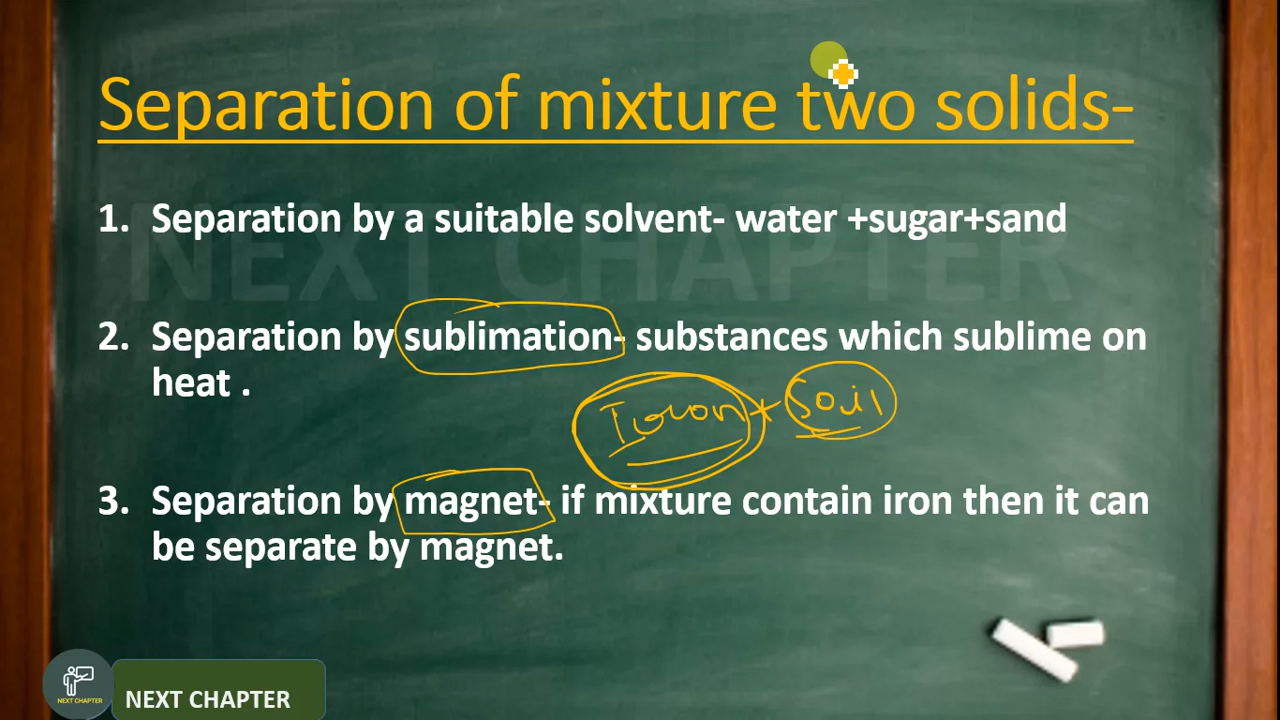 Separation of mixture two solids-
1. Separation by a suitable solvent- water +sugar+sand
NEXT CHAPTER
2. Separation by sublimation- substances which sublime on
heat .
Iron + Soil
3. Separation by magnet- if mixture contain iron then it can
be separate by magnet.
NEXT CHAPTER
NEXT CHAPTER